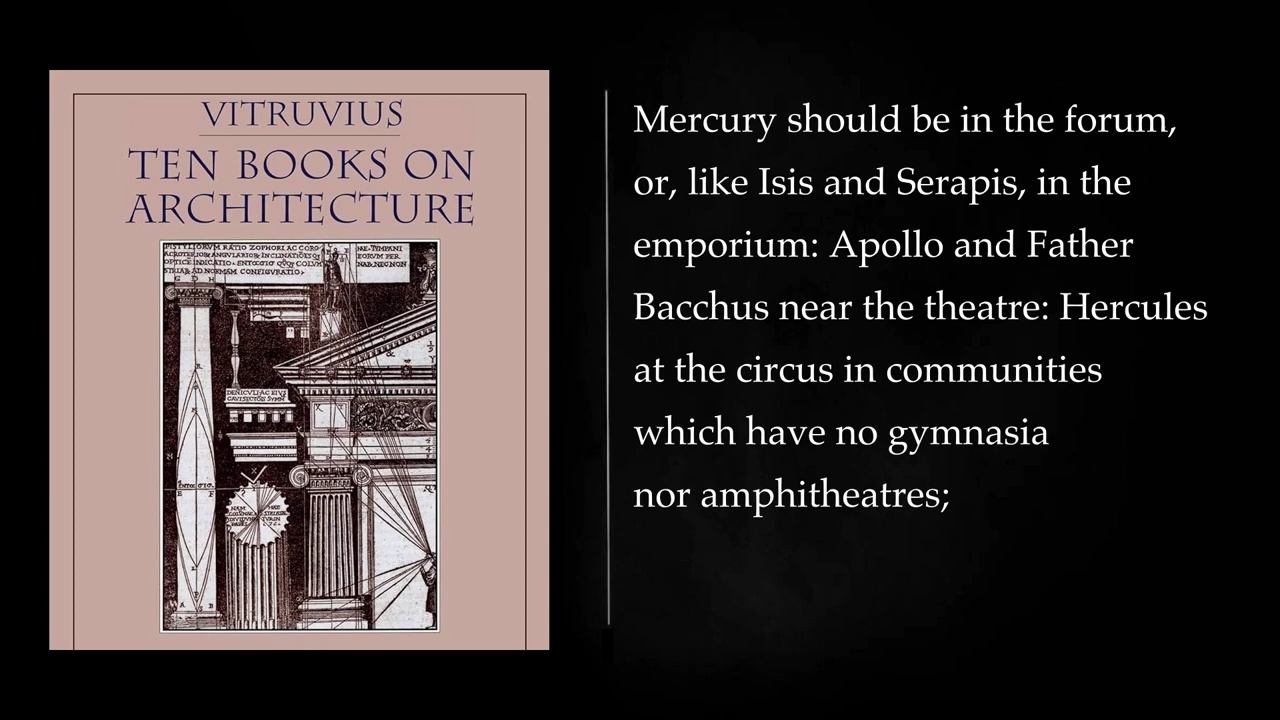 VITRUVIUS
TEN BOOKS ON
ARCHITECTURE
Mercury should be in the forum,
or, like Isis and Serapis, in the
emporium: Apollo and Father
Bacchus near the theatre: Hercules
at the circus in communities
which have no gymnasia
nor amphitheatres;